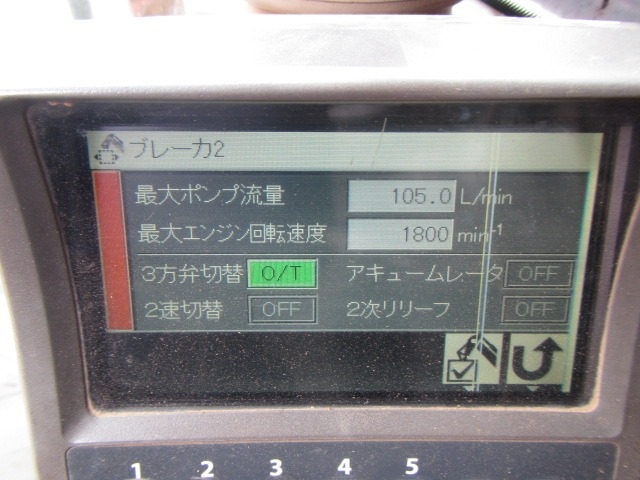 ブレーカ2
最大ポンプ流量 105.0 L/min
最大エンジン回転速度 1800 min-1
3方弁切替 O/T アキュームレータ OFF
2速切替 OFF 2次リリーフ OFF
1 2 3 4 5